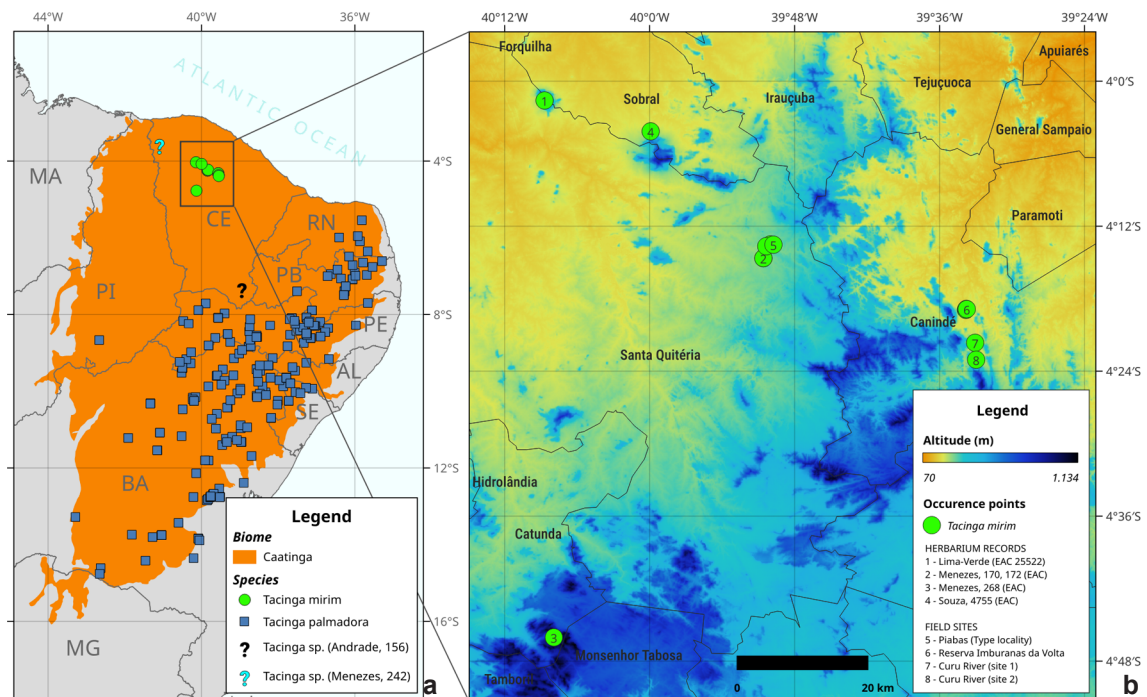 44°W
40°W
36°W
ATLANTIC OCEAN
?
4°S
MA
CE
RN
PB
PI
?
8°S
PE
AL
SE
12°S
BA
16°S
MG
Legend
Biome
Caatinga
Species
Tacinga mirim
Tacinga palmadora
? Tacinga sp. (Andrade, 156)
? Tacinga sp. (Menezes, 242)
a
40°12'W
40°0'W
39°48'W
39°36'W
39°24'W
Forquilha
Apuiarés
Tejuçuoca
4°0'S
1
Sobral
Irauçuba
4
General Sampaio
Paramoti
4°12'S
5
2
6
Canindé
7
Santa Quitéria
8
4°24'S
Hidrolândia
Catunda
4°36'S
3
Monsenhor Tabosa
4°48'S
0
20 km
Legend
Altitude (m)
70
1.134
Occurence points
Tacinga mirim
HERBARIUM RECORDS
1 - Lima-Verde (EAC 25522)
2 - Menezes, 170, 172 (EAC)
3 - Menezes, 268 (EAC)
4 - Souza, 4755 (EAC)
FIELD SITES
5 - Piabas (Type locality)
6 - Reserva Imburanas da Volta
7 - Curu River (site 1)
8 - Curu River (site 2)
b